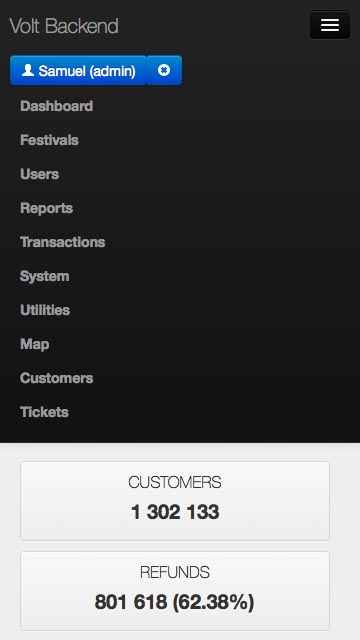 Volt Backend
Samuel (admin)
Dashboard
Festivals
Users
Reports
Transactions
System
Utilities
Map
Customers
Tickets
CUSTOMERS
1 302 133
REFUNDS
801 618 (62.38%)